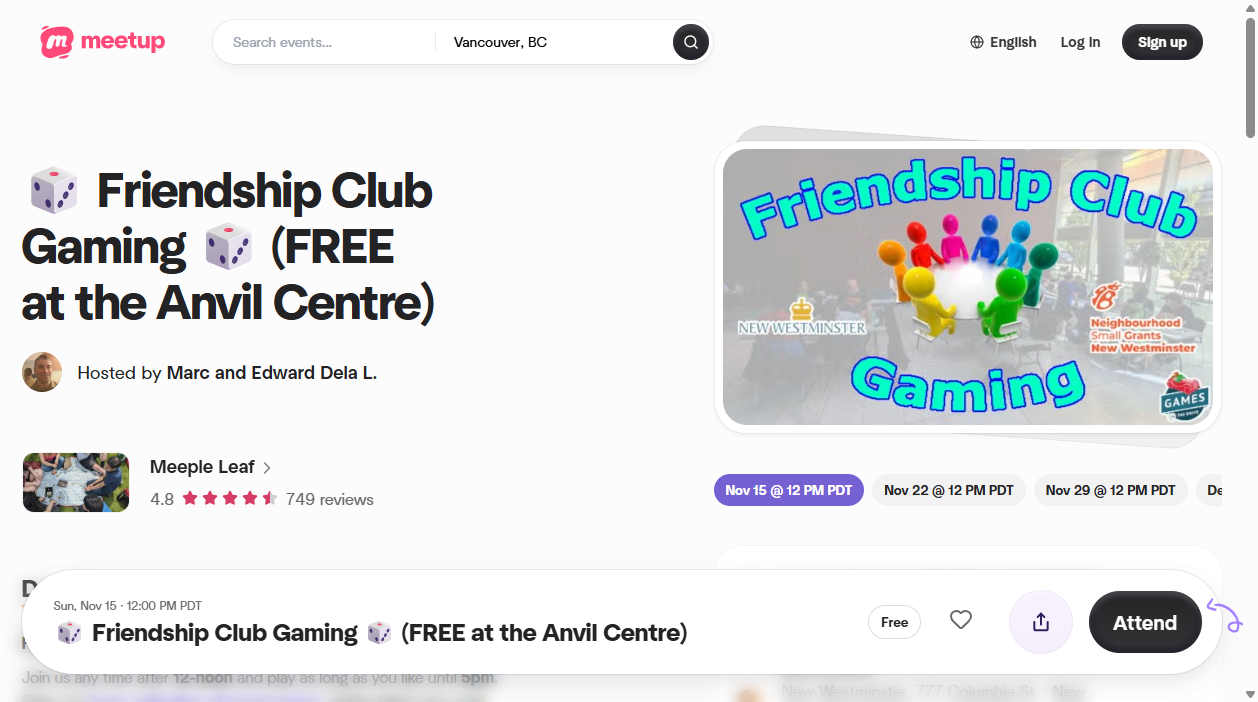 meetup
Search events...
Vancouver, BC
English
Log in
Sign up
Friendship Club
Gaming (FREE
at the Anvil Centre)
Hosted by Marc and Edward Dela L.
Meeple Leaf
4.8
749 reviews
Friendship Club
NEW WESTMINSTER
Neighbourhood
Small Grants
New Westminster
Gaming
GAMES
Nov 15 @ 12 PM PDT
Nov 22 @ 12 PM PDT
Nov 29 @ 12 PM PDT
De
Sun, Nov 15 · 12:00 PM PDT
Friendship Club Gaming (FREE at the Anvil Centre)
Free
Attend
Join us any time after 12-noon and play as long as you like until 5pm.
New Westminster, 777 Columbia St. · New